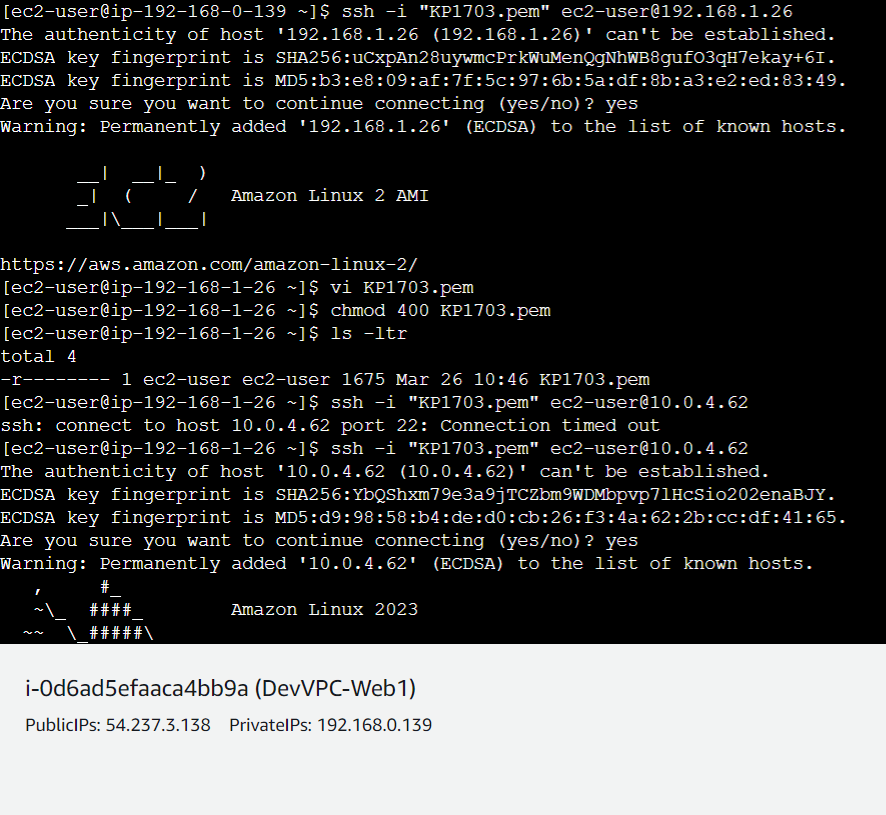 [ec2-user@ip-192-168-0-139 ~]$ ssh -i "KP1703.pem" ec2-user@192.168.1.26
The authenticity of host '192.168.1.26 (192.168.1.26)' can't be established.
ECDSA key fingerprint is SHA256:uCxpAn28uywmcPrkWuMenQgNhWB8gufO3qH7ekay+6I.
ECDSA key fingerprint is MD5:b3:e8:09:af:7f:5c:97:6b:5a:df:8b:a3:e2:ed:83:49.
Are you sure you want to continue connecting (yes/no)? yes
Warning: Permanently added '192.168.1.26' (ECDSA) to the list of known hosts.

       __|  __|_  )
       _|  (     /   Amazon Linux 2 AMI
      ___|\___|___|

https://aws.amazon.com/amazon-linux-2/
[ec2-user@ip-192-168-1-26 ~]$ vi KP1703.pem
[ec2-user@ip-192-168-1-26 ~]$ chmod 400 KP1703.pem
[ec2-user@ip-192-168-1-26 ~]$ ls -ltr
total 4
-r-------- 1 ec2-user ec2-user 1675 Mar 26 10:46 KP1703.pem
[ec2-user@ip-192-168-1-26 ~]$ ssh -i "KP1703.pem" ec2-user@10.0.4.62
ssh: connect to host 10.0.4.62 port 22: Connection timed out
[ec2-user@ip-192-168-1-26 ~]$ ssh -i "KP1703.pem" ec2-user@10.0.4.62
The authenticity of host '10.0.4.62 (10.0.4.62)' can't be established.
ECDSA key fingerprint is SHA256:YbQShxm79e3a9jTCZbm9WDMbpvp7lHcSio202enaBJY.
ECDSA key fingerprint is MD5:d9:98:58:b4:de:d0:cb:26:f3:4a:62:2b:cc:df:41:65.
Are you sure you want to continue connecting (yes/no)? yes
Warning: Permanently added '10.0.4.62' (ECDSA) to the list of known hosts.
   ,     #_
   ~\_  ####_        Amazon Linux 2023
  ~~  \_#####\
i-0d6ad5efaaca4bb9a (DevVPC-Web1)
PublicIPs: 54.237.3.138 PrivateIPs: 192.168.0.139